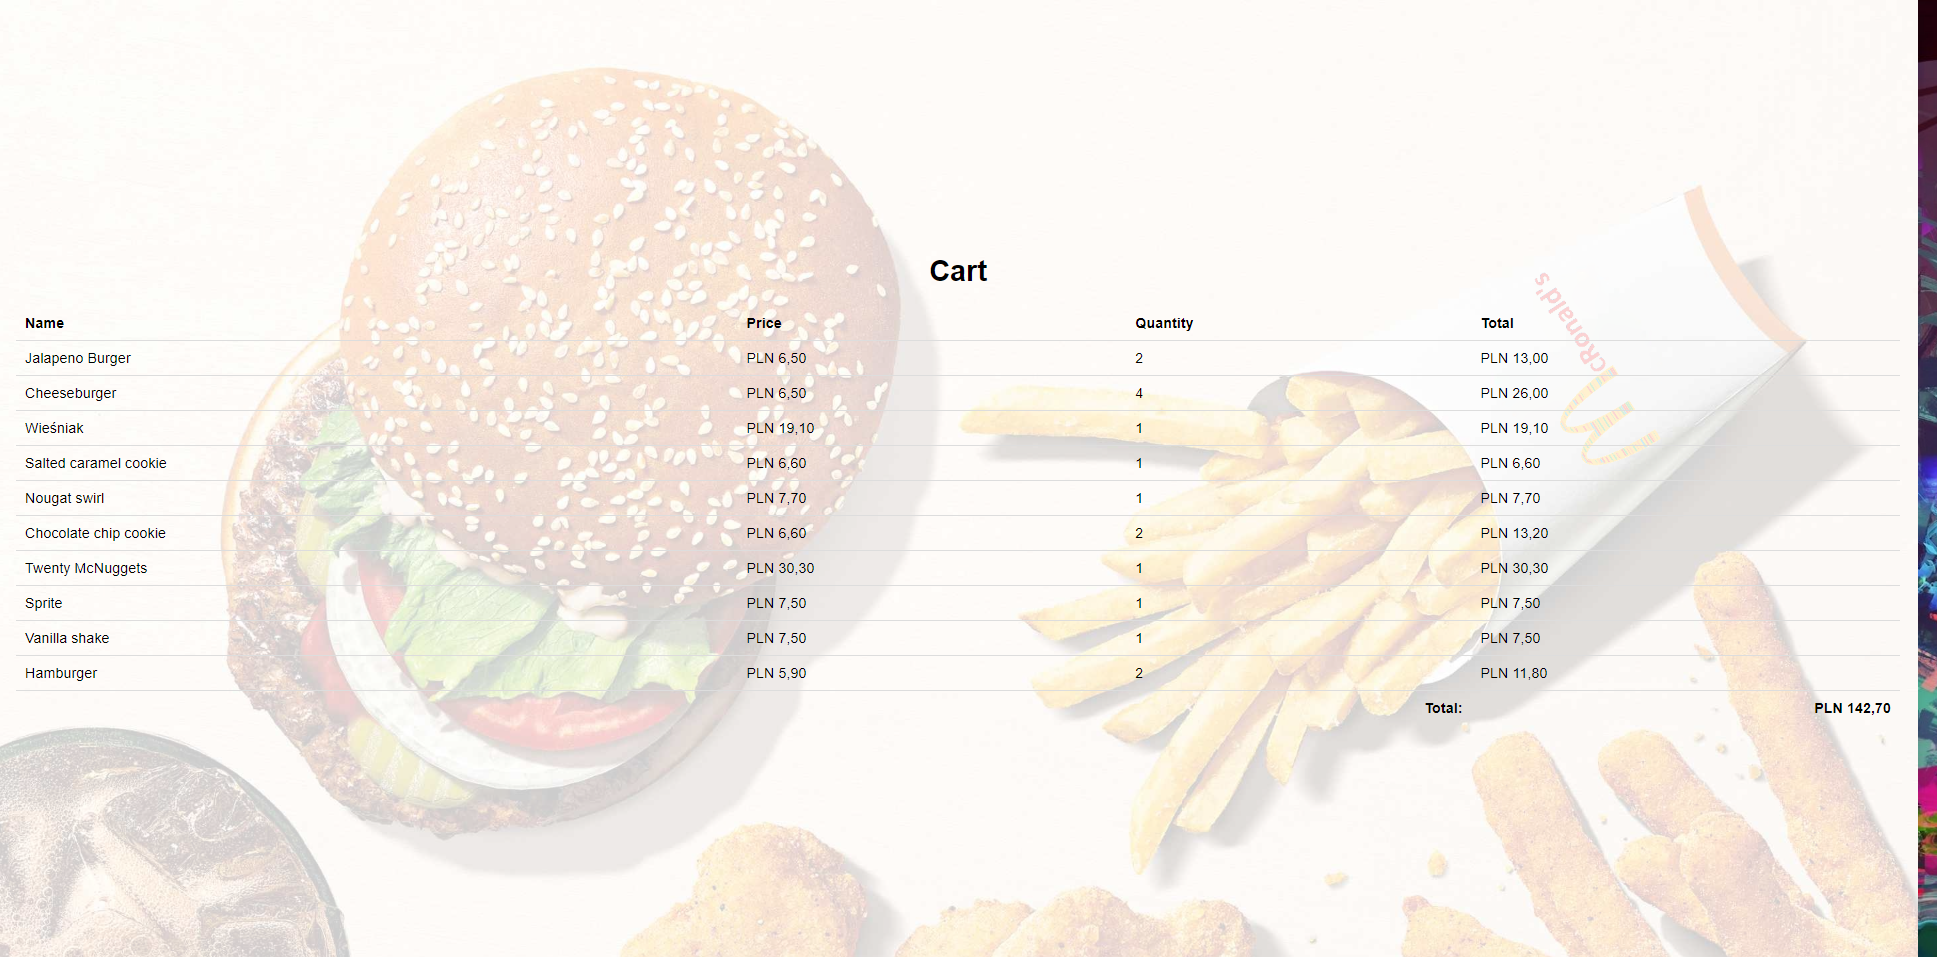 Cart
Name Price Quantity Total
Jalapeno Burger PLN 6,50 2 PLN 13,00
Cheeseburger PLN 6,50 4 PLN 26,00
Wieśniak PLN 19,10 1 PLN 19,10
Salted caramel cookie PLN 6,60 1 PLN 6,60
Nougat swirl PLN 7,70 1 PLN 7,70
Chocolate chip cookie PLN 6,60 2 PLN 13,20
Twenty McNuggets PLN 30,30 1 PLN 30,30
Sprite PLN 7,50 1 PLN 7,50
Vanilla shake PLN 7,50 1 PLN 7,50
Hamburger PLN 5,90 2 PLN 11,80
Total: PLN 142,70
cRonald's